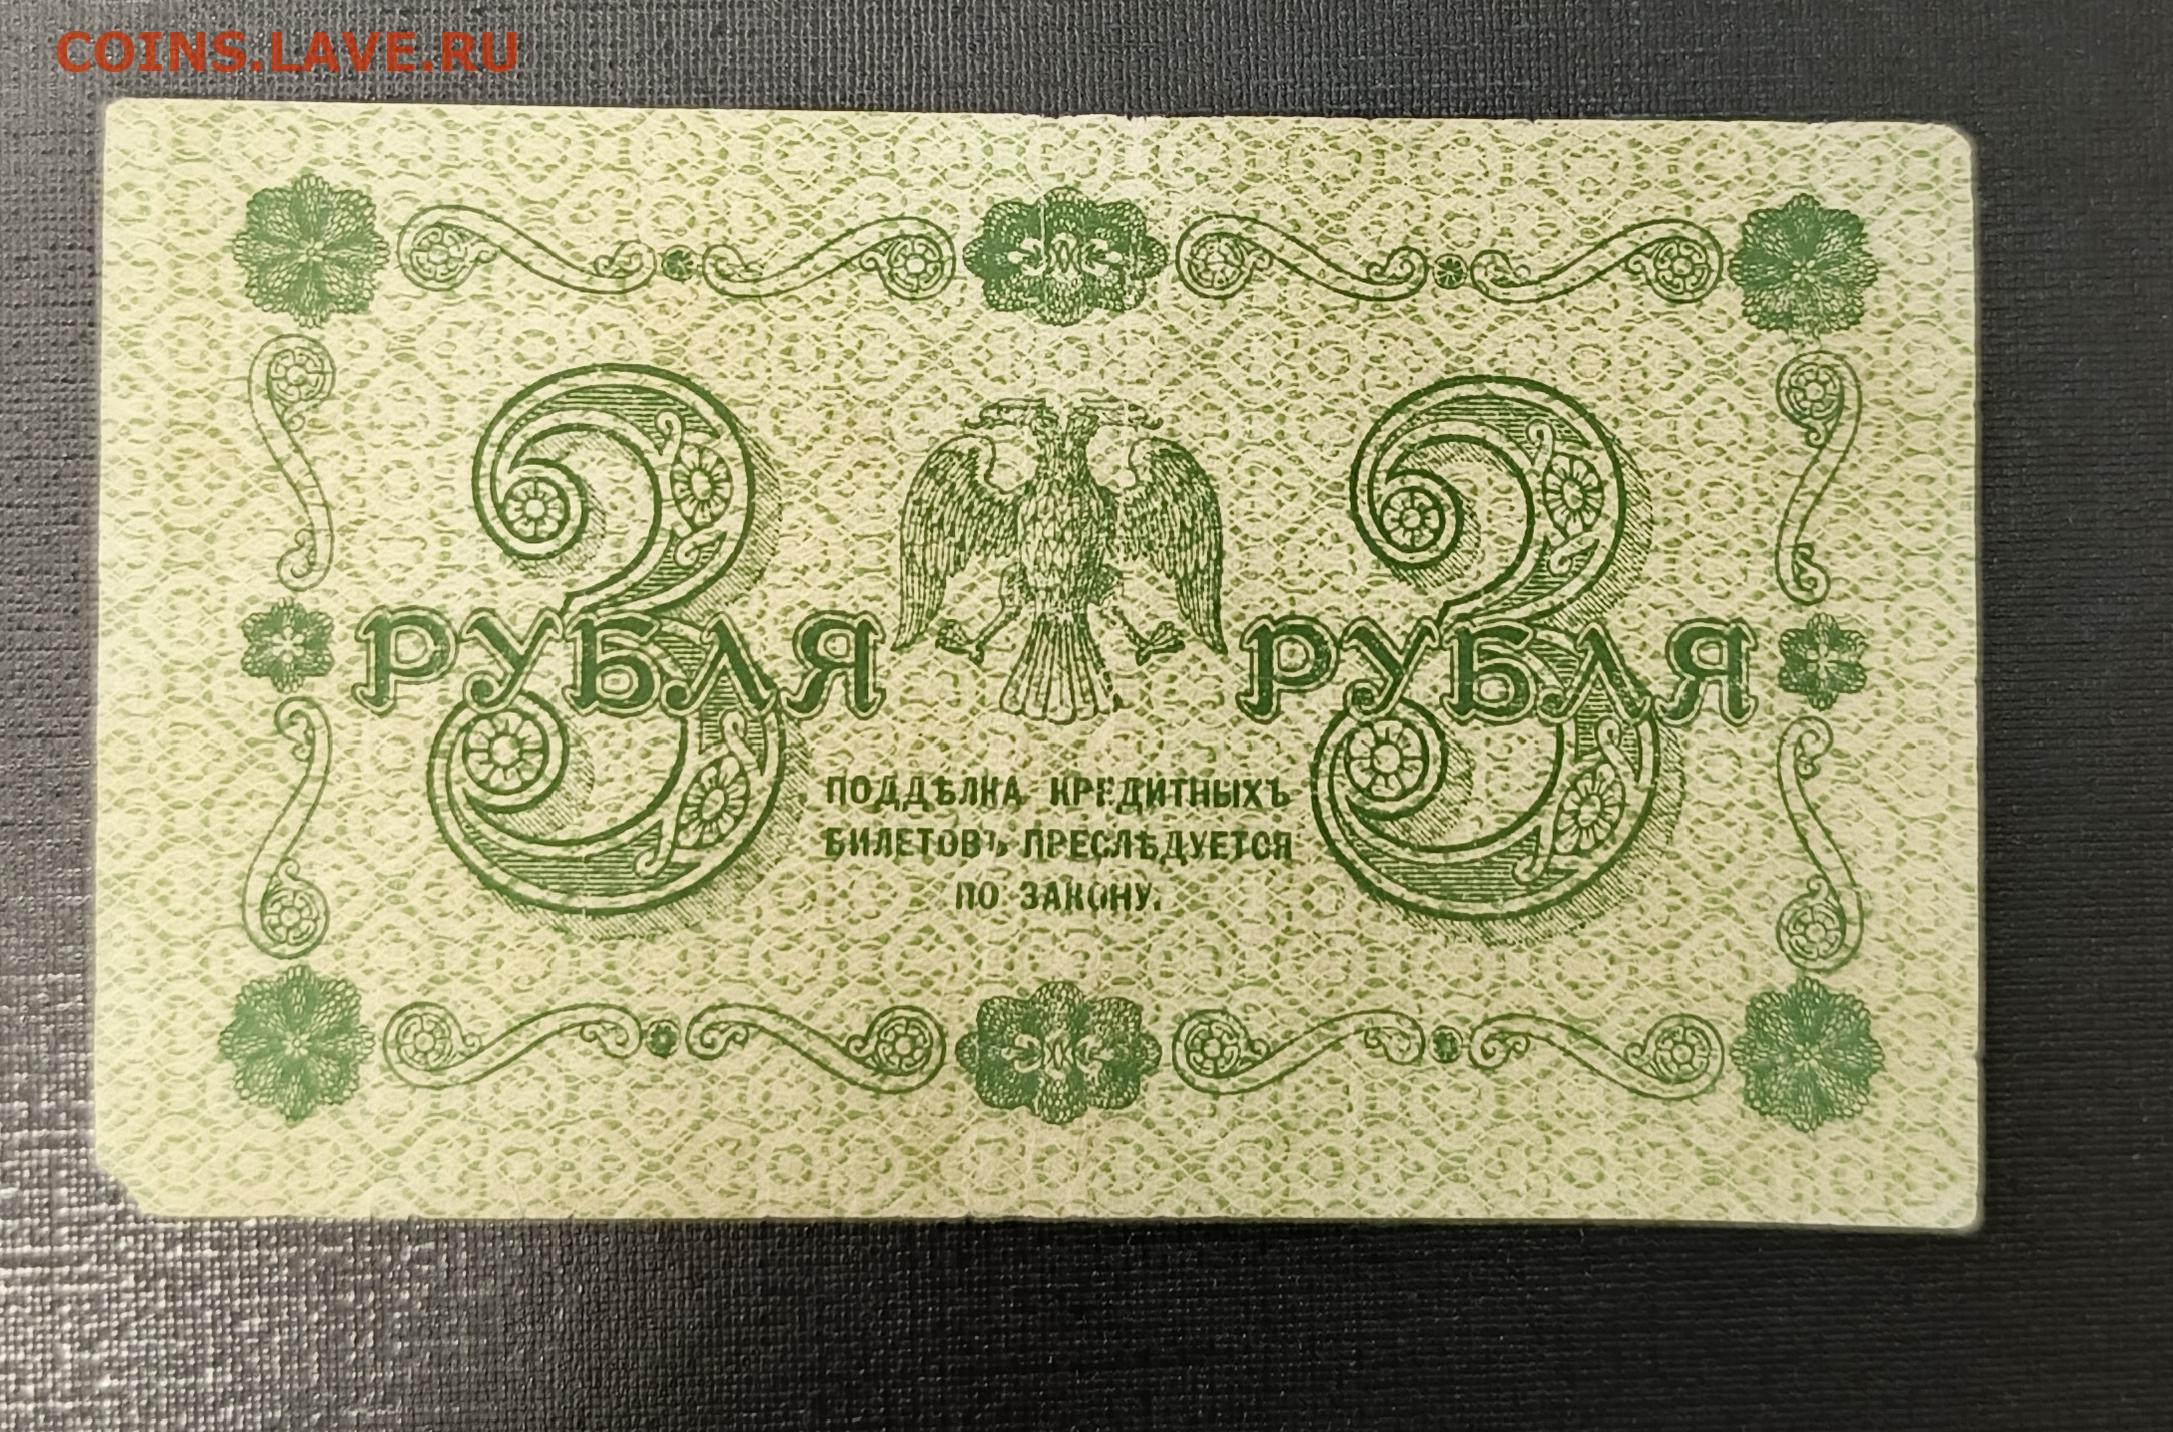 COINS.LAVE.RU
3 3
РУБЛЯ РУБЛЯ
ПОДДѢЛКА КРЕДИТНЫХЪ
БИЛЕТОВЪ ПРЕСЛѢДУЕТСЯ
ПО ЗАКОНУ.